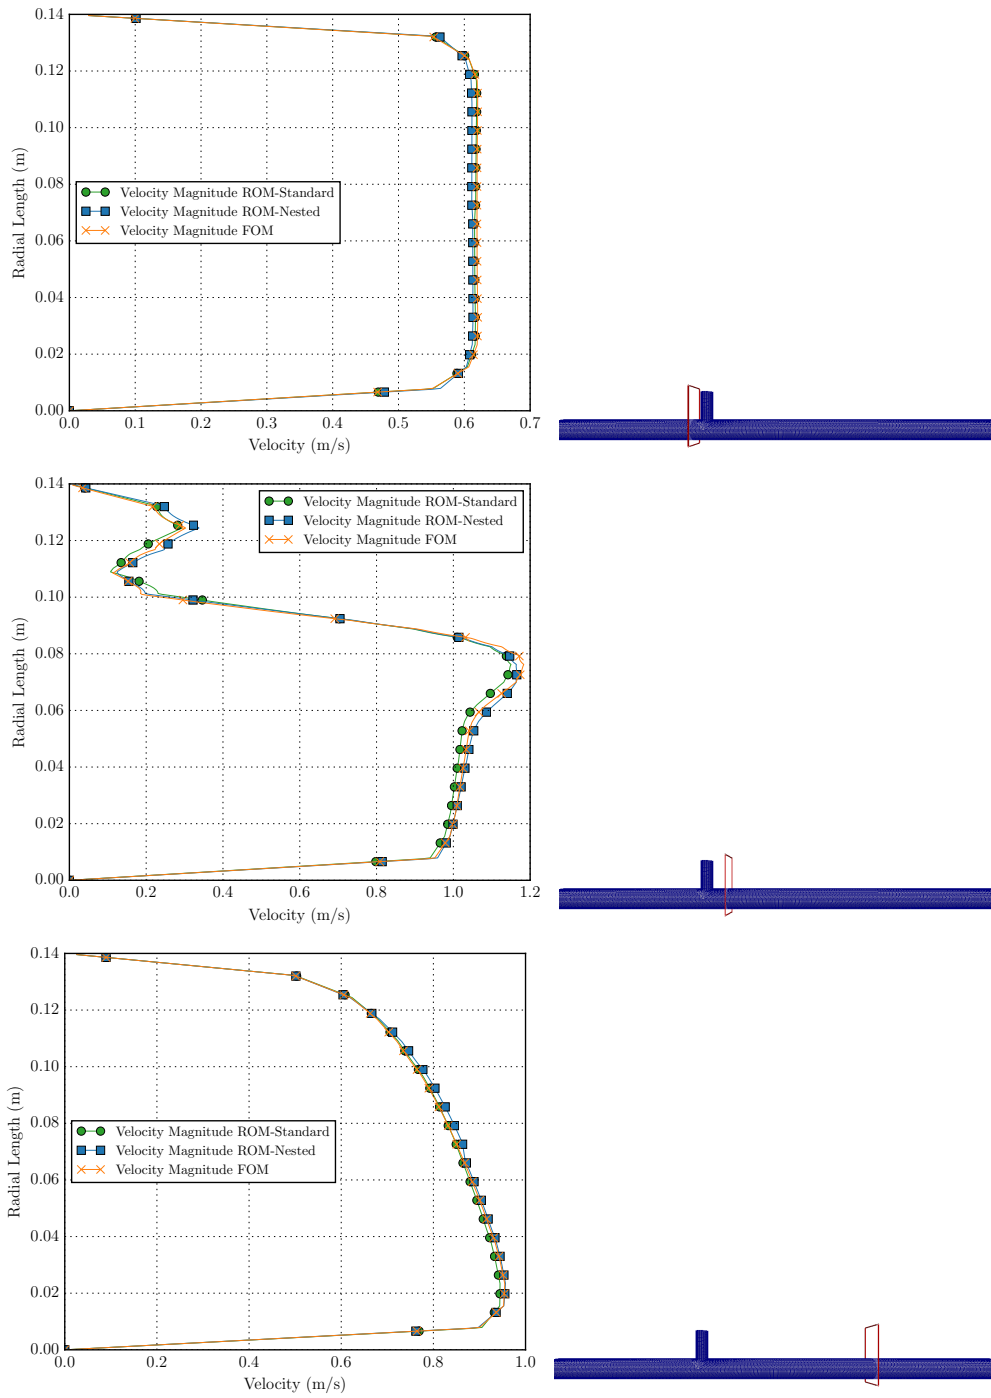 0.14
0.12
0.10
0.08
0.06
0.04
0.02
0.00
Radial Length (m)
Velocity Magnitude ROM-Standard
Velocity Magnitude ROM-Nested
Velocity Magnitude FOM
0.0 0.1 0.2 0.3 0.4 0.5 0.6 0.7
Velocity (m/s)
0.14
0.12
0.10
0.08
0.06
0.04
0.02
0.00
Radial Length (m)
Velocity Magnitude ROM-Standard
Velocity Magnitude ROM-Nested
Velocity Magnitude FOM
0.0 0.2 0.4 0.6 0.8 1.0 1.2
Velocity (m/s)
0.14
0.12
0.10
0.08
0.06
0.04
0.02
0.00
Radial Length (m)
Velocity Magnitude ROM-Standard
Velocity Magnitude ROM-Nested
Velocity Magnitude FOM
0.0 0.2 0.4 0.6 0.8 1.0
Velocity (m/s)